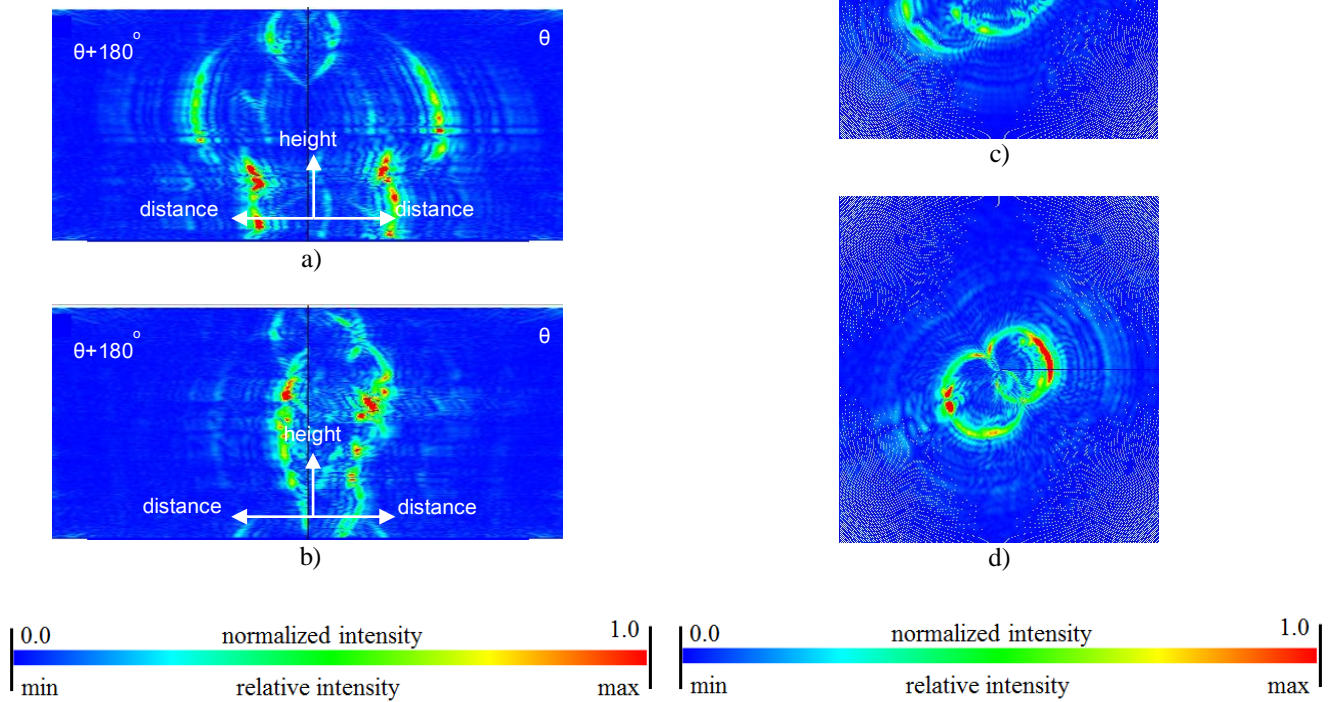 θ+180°
θ
height
distance
distance
a)
θ+180°
θ
height
distance
distance
b)
0.0
normalized intensity
1.0
min
relative intensity
max
c)
d)
0.0
normalized intensity
1.0
min
relative intensity
max